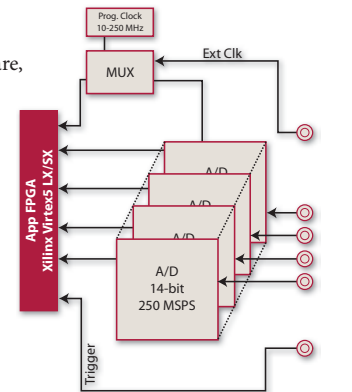 Prog. Clock
10-250 MHz
are,
MUX
Ext Clk
App FPGA
Xilinx Virtex5 LX/SX
A/D
A/D
A/D
A/D
14-bit
250 MSPS
Trigger